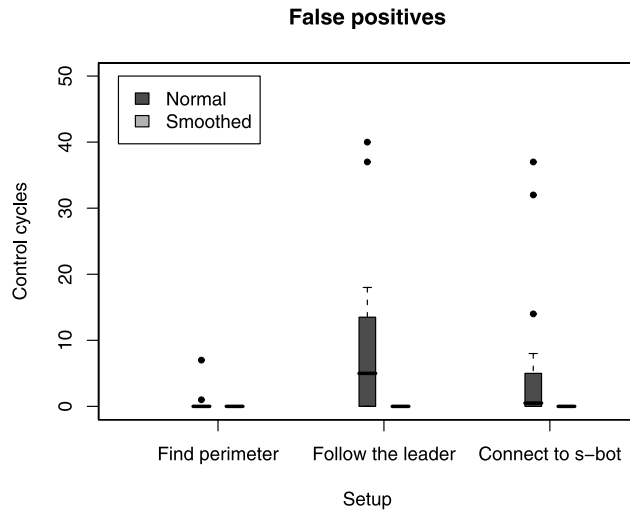 False positives
50
40
30
20
10
0
Control cycles
Normal
Smoothed
Find perimeter
Follow the leader
Connect to s−bot
Setup